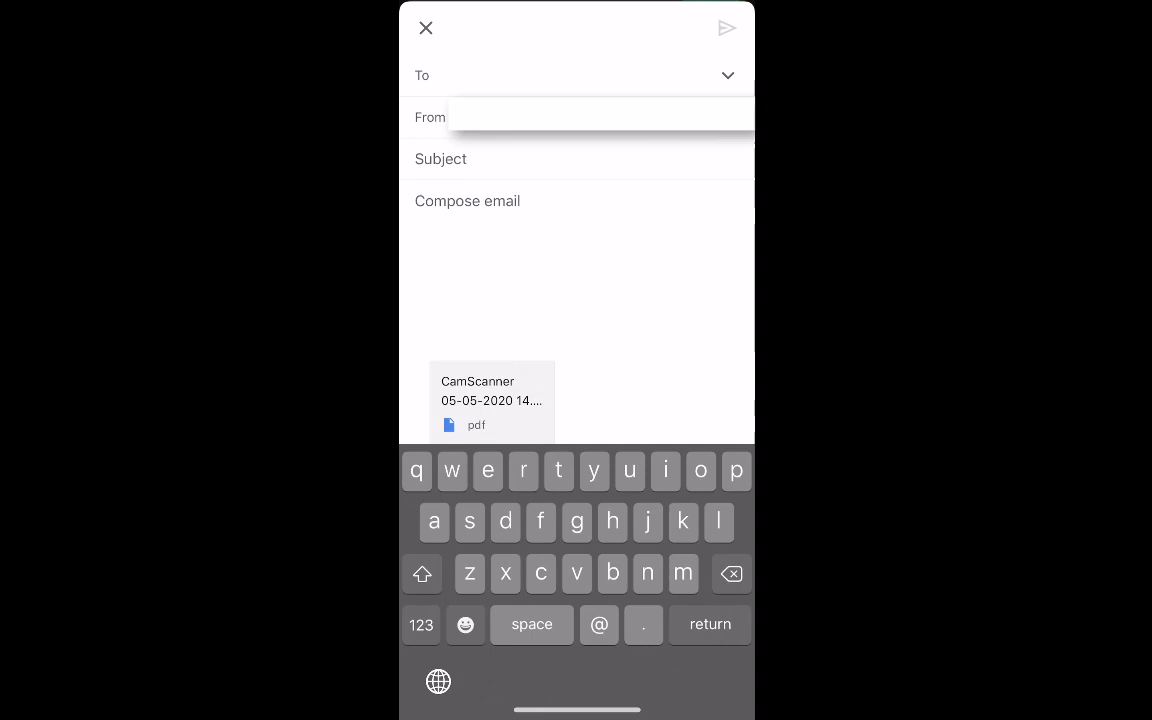 To
From
Subject
Compose email
CamScanner
05-05-2020 14....
pdf
q w e r t y u i o p
a s d f g h j k l
z x c v b n m
123 space @ . return